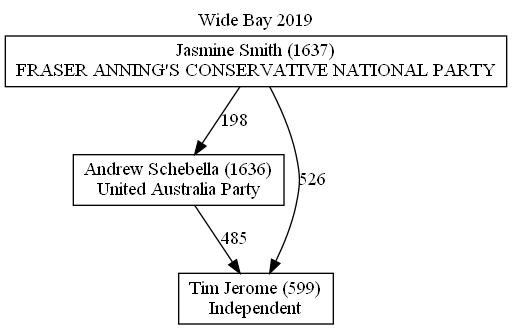 Wide Bay 2019
Jasmine Smith (1637)
FRASER ANNING'S CONSERVATIVE NATIONAL PARTY
198
Andrew Schebella (1636)
United Australia Party
526
485
Tim Jerome (599)
Independent